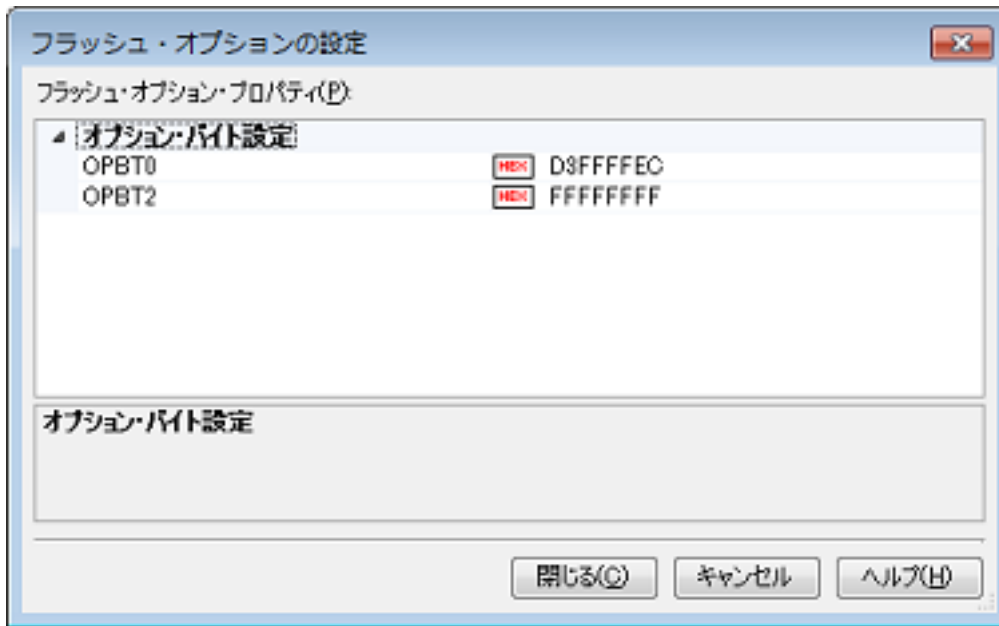 フラッシュ・オプションの設定
フラッシュ・オプション・プロパティ(P):
オプション・バイト設定
OPBT0 HEX D3FFFFEC
OPBT2 HEX FFFFFFFF
オプション・バイト設定
閉じる(C) キャンセル ヘルプ(H)